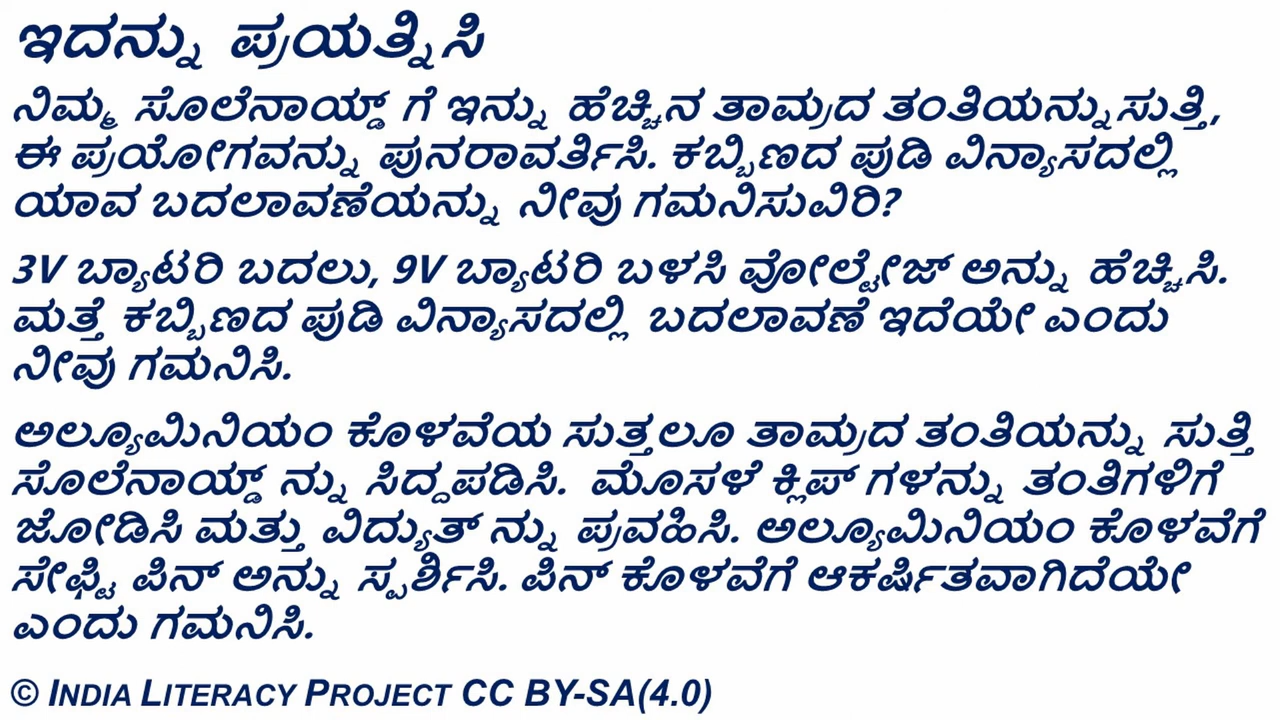 ಇದನ್ನು ಪ್ರಯತ್ನಿಸಿ
ನಿಮ್ಮ ಸೊಲೆನಾಯ್ಡ್ ಗೆ ಇನ್ನು ಹೆಚ್ಚಿನ ತಾಮ್ರದ ತಂತಿಯನ್ನುಸುತ್ತಿ,
ಈ ಪ್ರಯೋಗವನ್ನು ಪುನರಾವರ್ತಿಸಿ. ಕಬ್ಬಿಣದ ಪುಡಿ ವಿನ್ಯಾಸದಲ್ಲಿ
ಯಾವ ಬದಲಾವಣೆಯನ್ನು ನೀವು ಗಮನಿಸುವಿರಿ?
3V ಬ್ಯಾಟರಿ ಬದಲು, 9V ಬ್ಯಾಟರಿ ಬಳಸಿ ವೋಲ್ಟೇಜ್ ಅನ್ನು ಹೆಚ್ಚಿಸಿ.
ಮತ್ತೆ ಕಬ್ಬಿಣದ ಪುಡಿ ವಿನ್ಯಾಸದಲ್ಲಿ ಬದಲಾವಣೆ ಇದೆಯೇ ಎಂದು
ನೀವು ಗಮನಿಸಿ.
ಅಲ್ಯೂಮಿನಿಯಂ ಕೊಳವೆಯ ಸುತ್ತಲೂ ತಾಮ್ರದ ತಂತಿಯನ್ನು ಸುತ್ತಿ
ಸೊಲೆನಾಯ್ಡ್ ನ್ನು ಸಿದ್ದಪಡಿಸಿ. ಮೊಸಳೆ ಕ್ಲಿಪ್ ಗಳನ್ನು ತಂತಿಗಳಿಗೆ
ಜೋಡಿಸಿ ಮತ್ತು ವಿದ್ಯುತ್ ನ್ನು ಪ್ರವಹಿಸಿ. ಅಲ್ಯೂಮಿನಿಯಂ ಕೊಳವೆಗೆ
ಸೇಫ್ಟಿ ಪಿನ್ ಅನ್ನು ಸ್ಪರ್ಶಿಸಿ. ಪಿನ್ ಕೊಳವೆಗೆ ಆಕರ್ಷಿತವಾಗಿದೆಯೇ
ಎಂದು ಗಮನಿಸಿ.
© INDIA LITERACY PROJECT CC BY-SA(4.0)